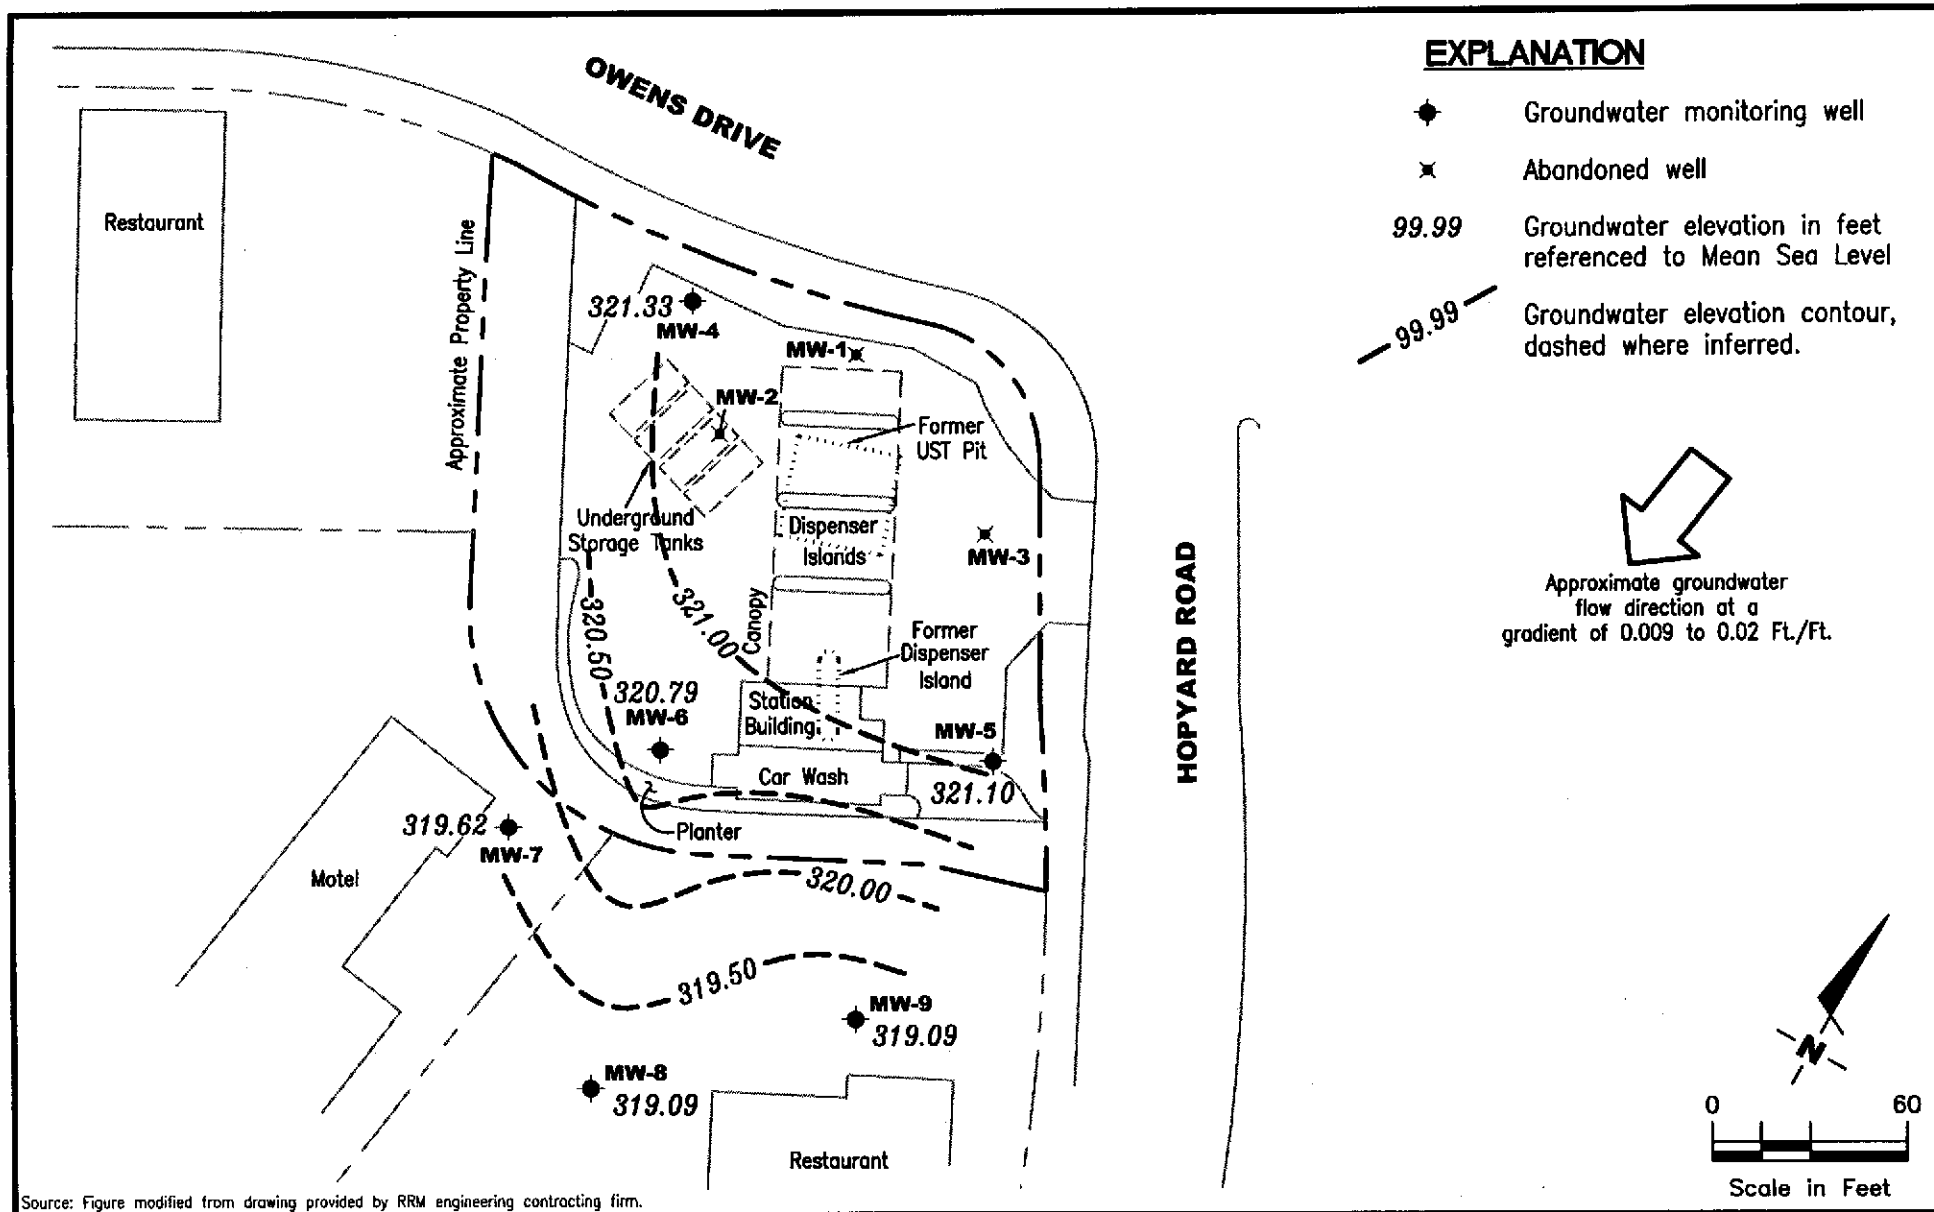 EXPLANATION
Groundwater monitoring well
Abandoned well
99.99
Groundwater elevation in feet
referenced to Mean Sea Level
99.99
Groundwater elevation contour,
dashed where inferred.
OWENS DRIVE
Restaurant
Approximate Property Line
321.33
MW-4
MW-1
MW-2
Former
UST Pit
Underground
Storage Tanks
Dispenser
Islands
MW-3
HOPYARD ROAD
Approximate groundwater
flow direction at a
gradient of 0.009 to 0.02 Ft./Ft.
320.50
321.00
Canopy
Former
Dispenser
Island
320.79
MW-6
Station
Building
MW-5
Car Wash
321.10
319.62
MW-7
Planter
Motel
320.00
319.50
MW-9
319.09
MW-8
319.09
Restaurant
N
0 60
Scale in Feet
Source: Figure modified from drawing provided by RRM engineering contracting firm.